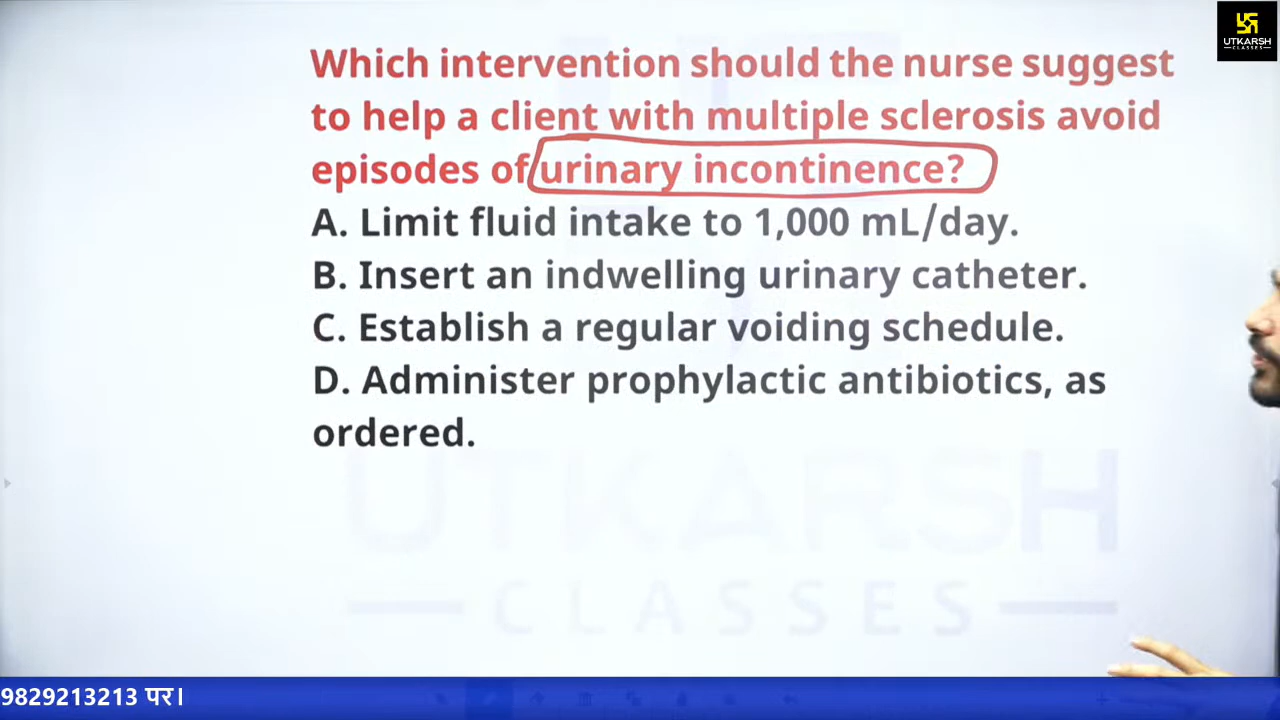 UTKARSH
CLASSES
Which intervention should the nurse suggest
to help a client with multiple sclerosis avoid
episodes of urinary incontinence?
A. Limit fluid intake to 1,000 mL/day.
B. Insert an indwelling urinary catheter.
C. Establish a regular voiding schedule.
D. Administer prophylactic antibiotics, as
ordered.
UTKARSH
CLASSES
9829213213 पर।